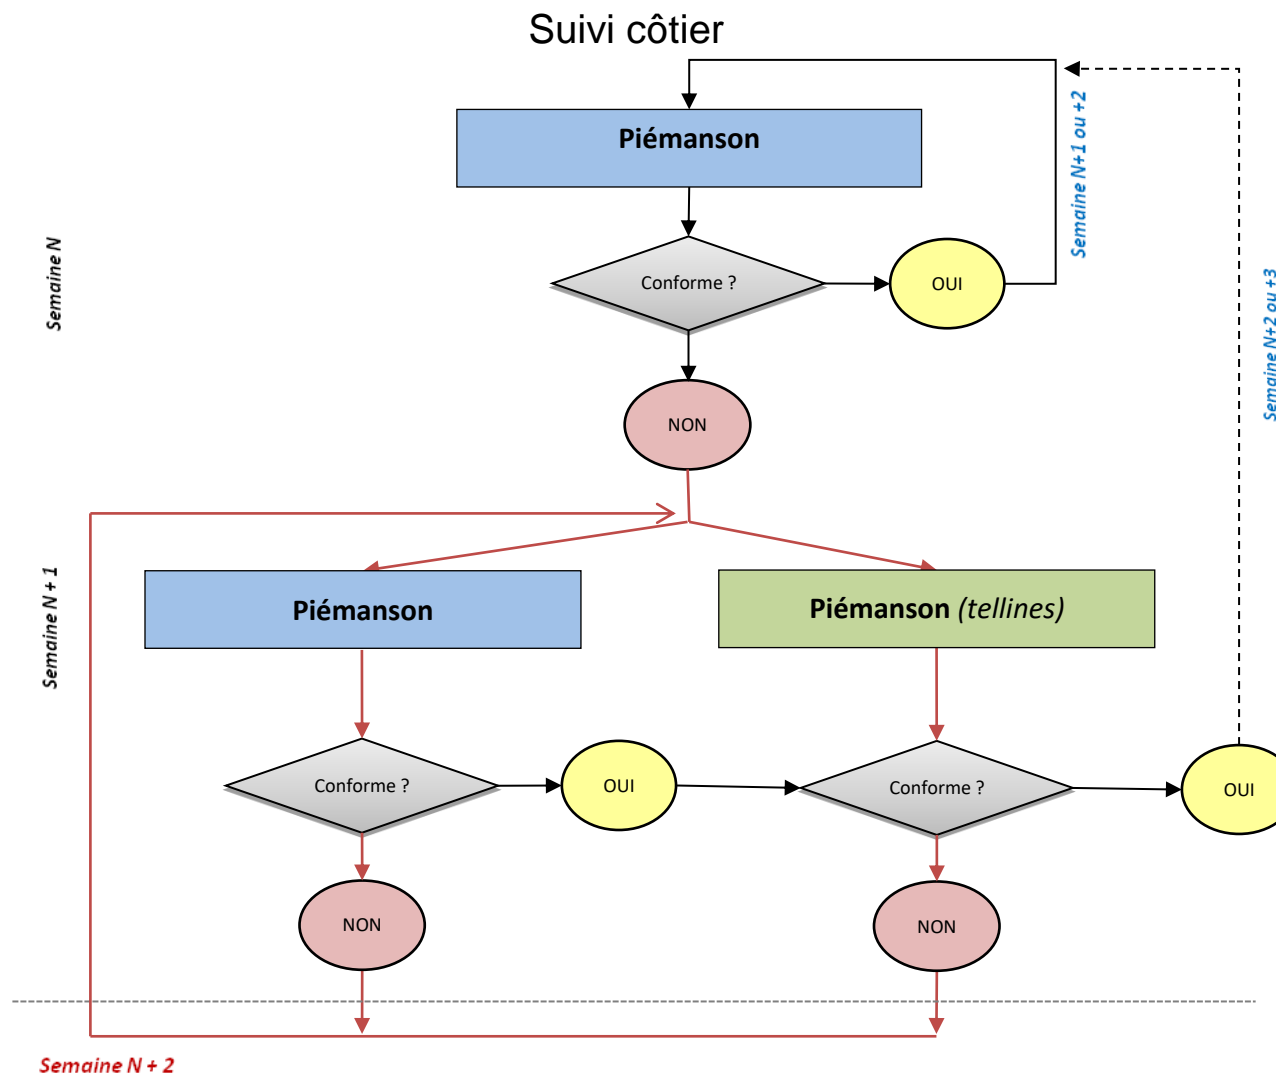 Suivi côtier
Piémanson
Semaine N+1 ou +2
Semaine N
Conforme ?
OUI
Semaine N+2 ou +3
NON
Semaine N + 1
Piémanson
Piémanson (tellines)
Conforme ?
OUI
Conforme ?
OUI
NON
NON
Semaine N + 2